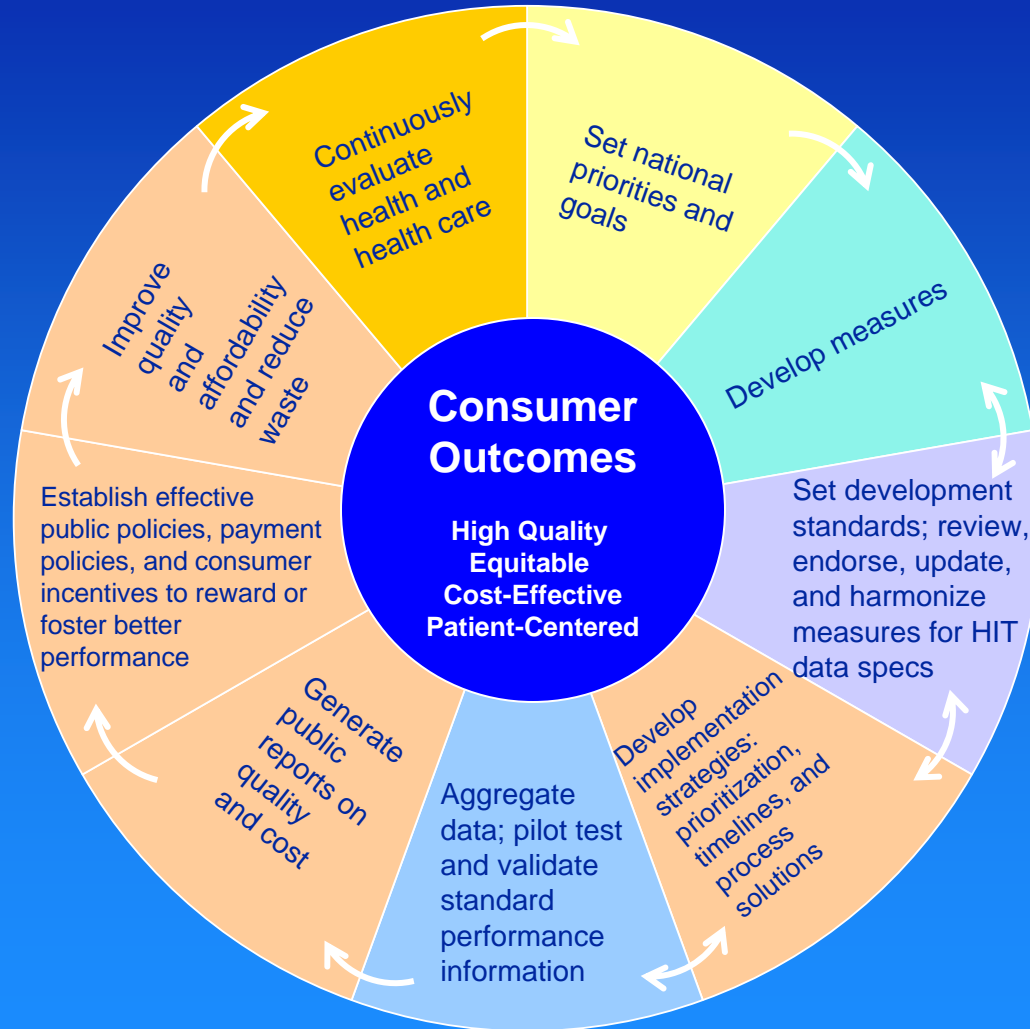 Continuously
evaluate
health and
health care
Set national
priorities and
goals
Develop measures
Set development
standards; review,
endorse, update,
and harmonize
measures for HIT
data specs
Develop
implementation
strategies:
prioritization,
timelines, and
process
solutions
Aggregate
data; pilot test
and validate
standard
performance
information
Generate
public
reports on
quality
and cost
Establish effective
public policies, payment
policies, and consumer
incentives to reward or
foster better
performance
Improve
quality
and
affordability
and reduce
waste
Consumer
Outcomes
High Quality
Equitable
Cost-Effective
Patient-Centered